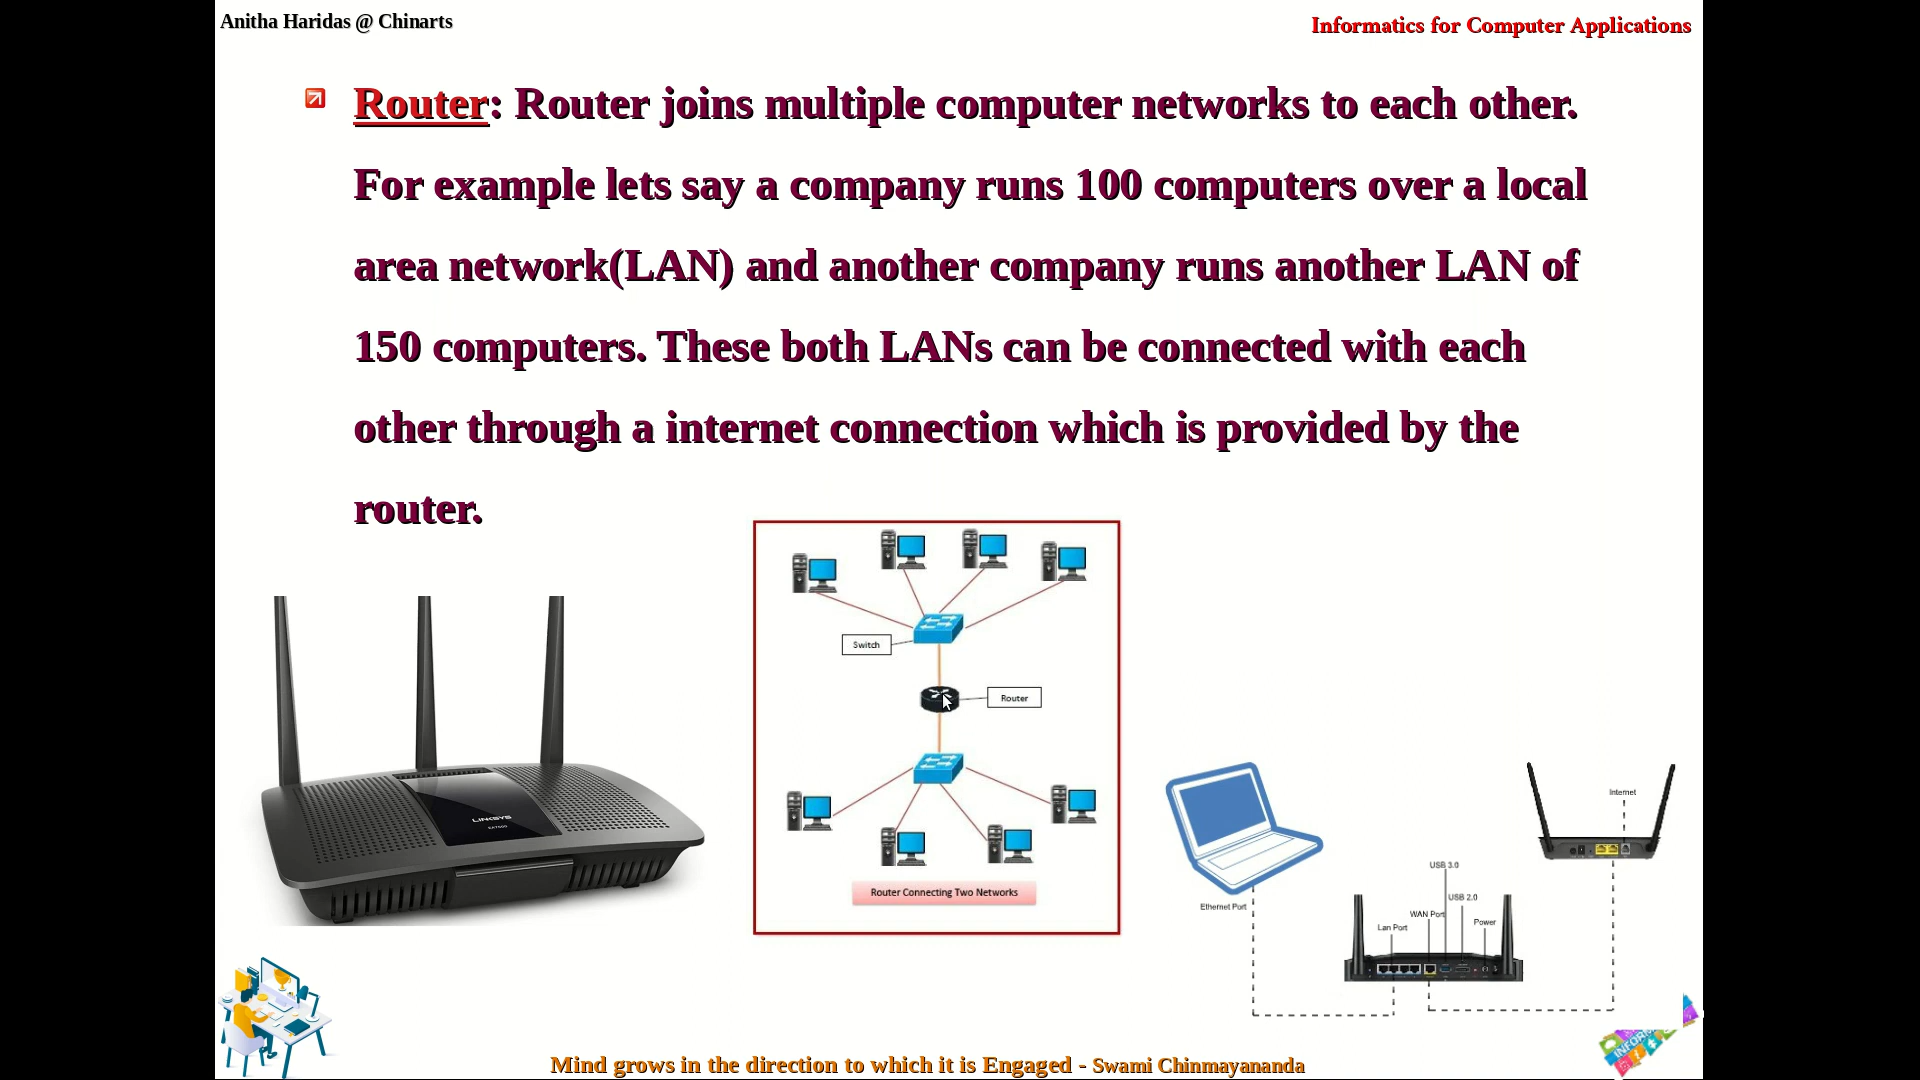 Anitha Haridas @ Chinarts
Informatics for Computer Applications
Router: Router joins multiple computer networks to each other.
For example lets say a company runs 100 computers over a local
area network(LAN) and another company runs another LAN of
150 computers. These both LANs can be connected with each
other through a internet connection which is provided by the
router.
Switch
Router
Router Connecting Two Networks
LINKSYS
Internet
USB 3.0
USB 2.0
Ethernet Port
WAN Port
Power
Lan Port
Mind grows in the direction to which it is Engaged - Swami Chinmayananda